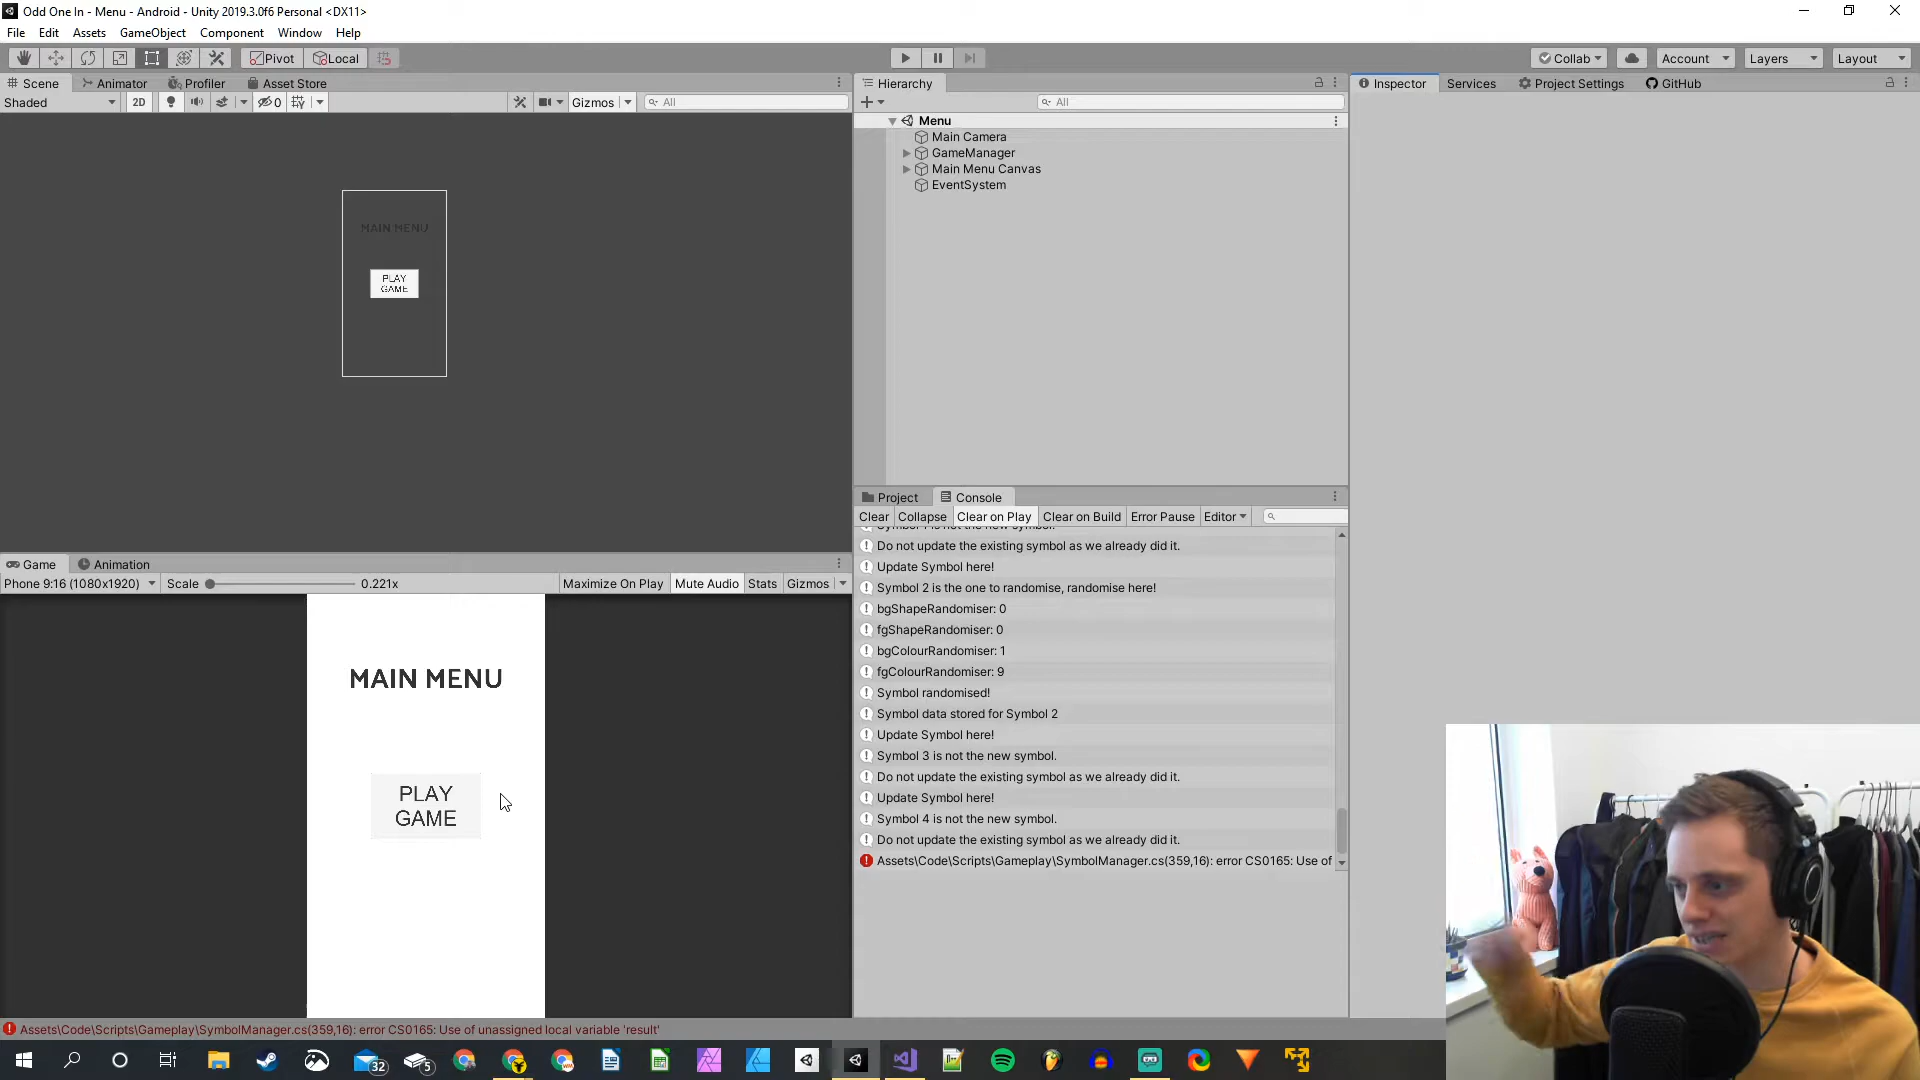 Odd One In - Menu - Android - Unity 2019.3.0f6 Personal <DX11>
File Edit Assets GameObject Component Window Help
Pivot Local Collab Account Layers Layout
Scene Animator Profiler Asset Store
Shaded 2D 0 Gizmos All
MAIN MENU
PLAY
GAME
Hierarchy
All
Menu
Main Camera
GameManager
Main Menu Canvas
EventSystem
Inspector Services Project Settings GitHub
Project Console
Clear Collapse Clear on Play Clear on Build Error Pause Editor
Do not update the existing symbol as we already did it.
Update Symbol here!
Symbol 2 is the one to randomise, randomise here!
bgShapeRandomiser: 0
fgShapeRandomiser: 0
bgColourRandomiser: 1
fgColourRandomiser: 9
Symbol randomised!
Symbol data stored for Symbol 2
Update Symbol here!
Symbol 3 is not the new symbol.
Do not update the existing symbol as we already did it.
Update Symbol here!
Symbol 4 is not the new symbol.
Do not update the existing symbol as we already did it.
Assets\Code\Scripts\Gameplay\SymbolManager.cs(359,16): error CS0165: Use of
Game Animation
Phone 9:16 (1080x1920) Scale 0.221x Maximize On Play Mute Audio Stats Gizmos
MAIN MENU
PLAY
GAME
Assets\Code\Scripts\Gameplay\SymbolManager.cs(359,16): error CS0165: Use of unassigned local variable 'result'
32 5